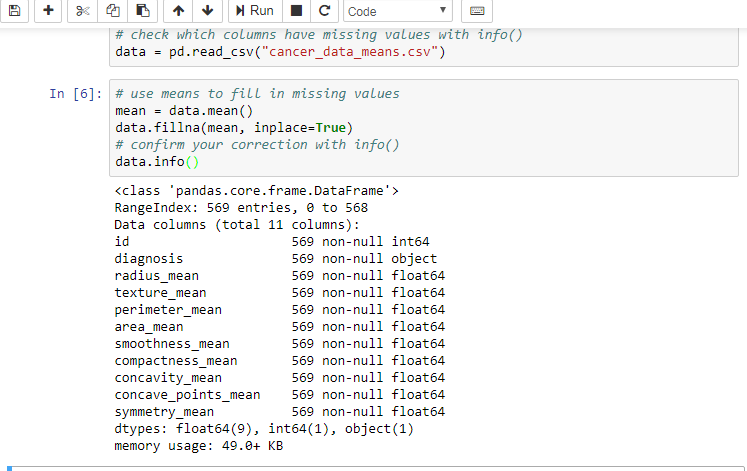 Run
Code
# check which columns have missing values with info()
data = pd.read_csv("cancer_data_means.csv")
In [6]:
# use means to fill in missing values
mean = data.mean()
data.fillna(mean, inplace=True)
# confirm your correction with info()
data.info()
<class 'pandas.core.frame.DataFrame'>
RangeIndex: 569 entries, 0 to 568
Data columns (total 11 columns):
id                     569 non-null int64
diagnosis              569 non-null object
radius_mean            569 non-null float64
texture_mean           569 non-null float64
perimeter_mean         569 non-null float64
area_mean              569 non-null float64
smoothness_mean        569 non-null float64
compactness_mean       569 non-null float64
concavity_mean         569 non-null float64
concave_points_mean    569 non-null float64
symmetry_mean          569 non-null float64
dtypes: float64(9), int64(1), object(1)
memory usage: 49.0+ KB